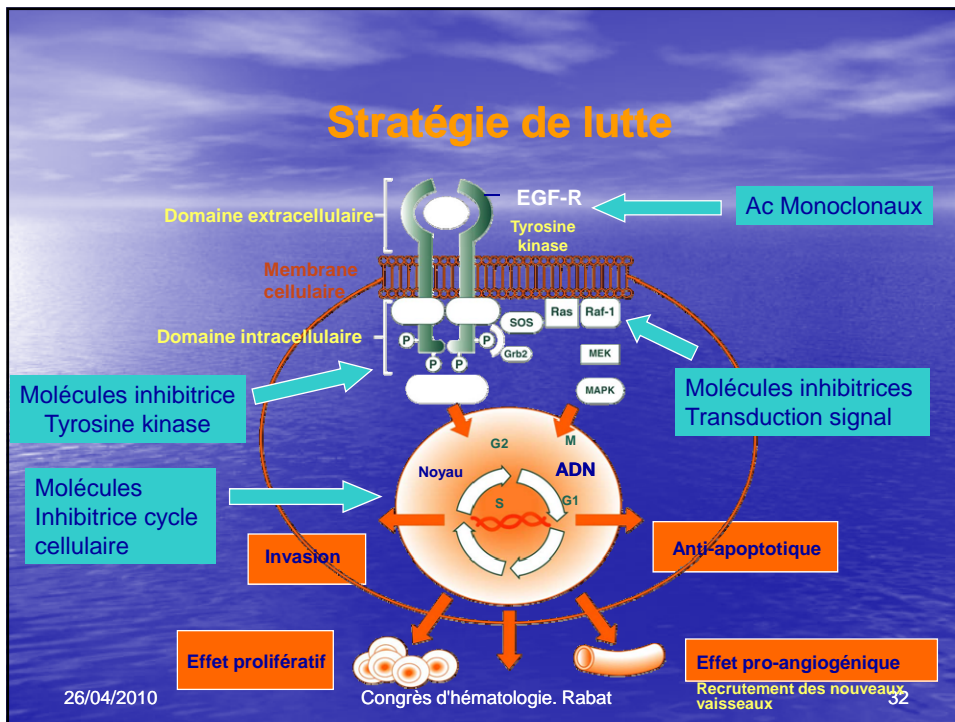 Stratégie de lutte
Domaine extracellulaire
EGF-R
Tyrosine
kinase
Ac Monoclonaux
Membrane
cellulaire
Domaine intracellulaire
SOS
Ras
Raf-1
P
P
P
P
Grb2
MEK
MAPK
Molécules inhibitrice
Tyrosine kinase
Molécules inhibitrices
Transduction signal
G2
M
Noyau
ADN
S
G1
Molécules
Inhibitrice cycle
cellulaire
Invasion
Anti-apoptotique
Effet prolifératif
Effet pro-angiogénique
Recrutement des nouveaux
vaisseaux
26/04/2010
Congrès d'hématologie. Rabat
32